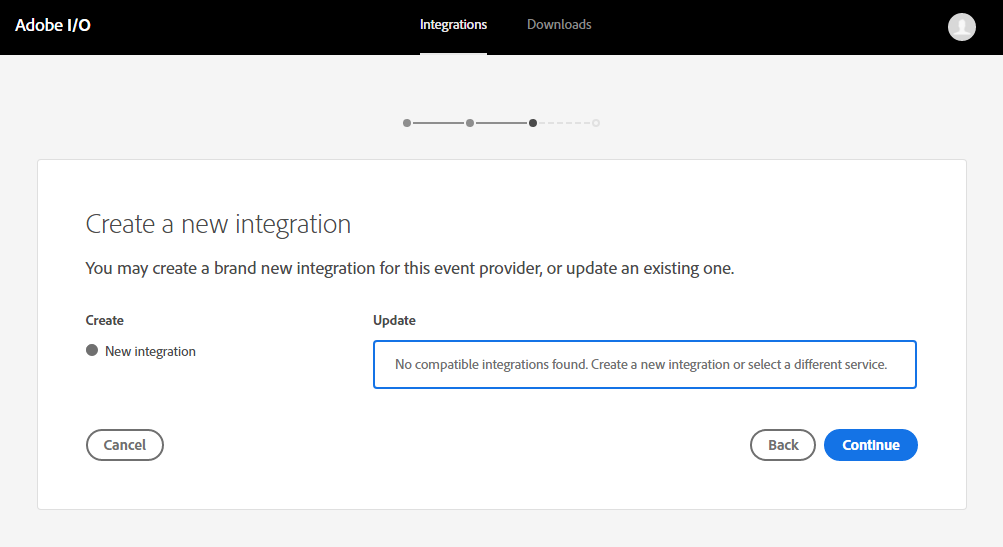 Adobe I/O
Integrations
Downloads
Create a new integration
You may create a brand new integration for this event provider, or update an existing one.
Create
Update
New integration
No compatible integrations found. Create a new integration or select a different service.
Cancel
Back
Continue